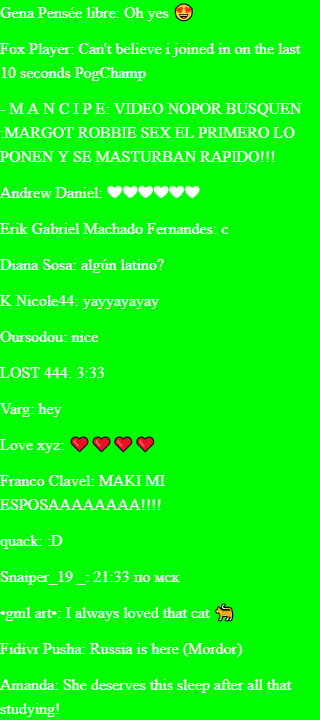 Gena Pensée libre: Oh yes 😍
Fox Player: Can't believe i joined in on the last
10 seconds PogChamp
- M A N C I P E: VIDEO NOPOR BUSQUEN
:MARGOT ROBBIE SEX EL PRIMERO LO
PONEN Y SE MASTURBAN RAPIDO!!!
Andrew Daniel: 🤍🤍🤍🤍🤍🤍
Erik Gabriel Machado Fernandes: c
Diana Sosa: algún latino?
K Nicole44: yayyayayay
Oursodou: nice
LOST 444: 3:33
Varg: hey
Love xyz: ❤️ ❤️ ❤️ ❤️
Franco Clavel: MAKI MI
ESPOSAAAAAAAA!!!!
quack: :D
Snaiper_19 _: 21:33 по мск
•gml art•: I always loved that cat 🐈
Fidivr Pusha: Russia is here (Mordor)
Amanda: She deserves this sleep after all that
studying!